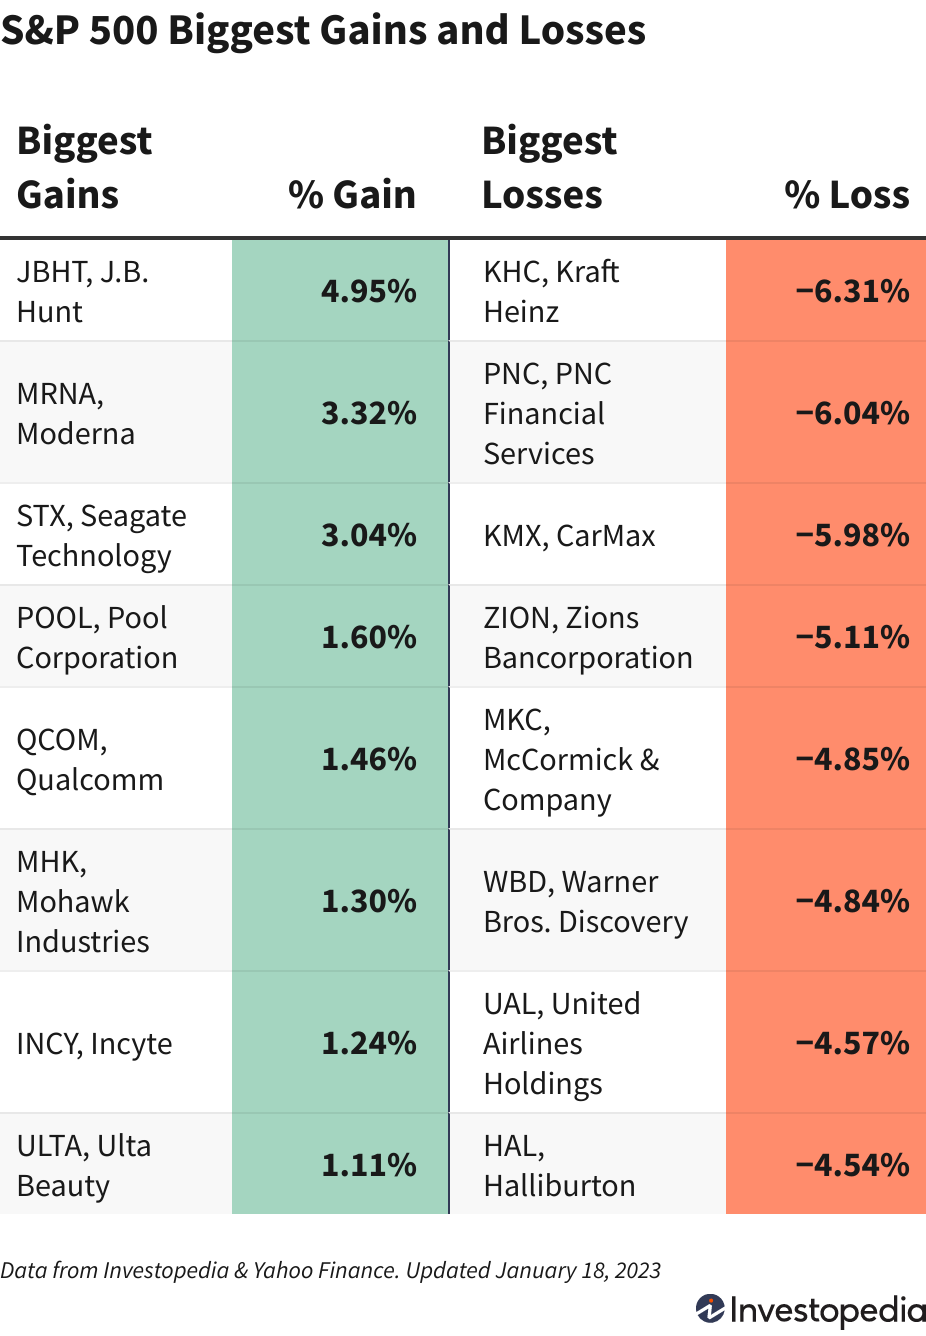 S&P 500 Biggest Gains and Losses
Biggest
Gains
% Gain
Biggest
Losses
% Loss
JBHT, J.B.
Hunt
4.95%
KHC, Kraft
Heinz
−6.31%
MRNA,
Moderna
3.32%
PNC, PNC
Financial
Services
−6.04%
STX, Seagate
Technology
3.04%
KMX, CarMax
−5.98%
POOL, Pool
Corporation
1.60%
ZION, Zions
Bancorporation
−5.11%
QCOM,
Qualcomm
1.46%
MKC,
McCormick &
Company
−4.85%
MHK,
Mohawk
Industries
1.30%
WBD, Warner
Bros. Discovery
−4.84%
INCY, Incyte
1.24%
UAL, United
Airlines
Holdings
−4.57%
ULTA, Ulta
Beauty
1.11%
HAL,
Halliburton
−4.54%
Data from Investopedia & Yahoo Finance. Updated January 18, 2023
Investopedia